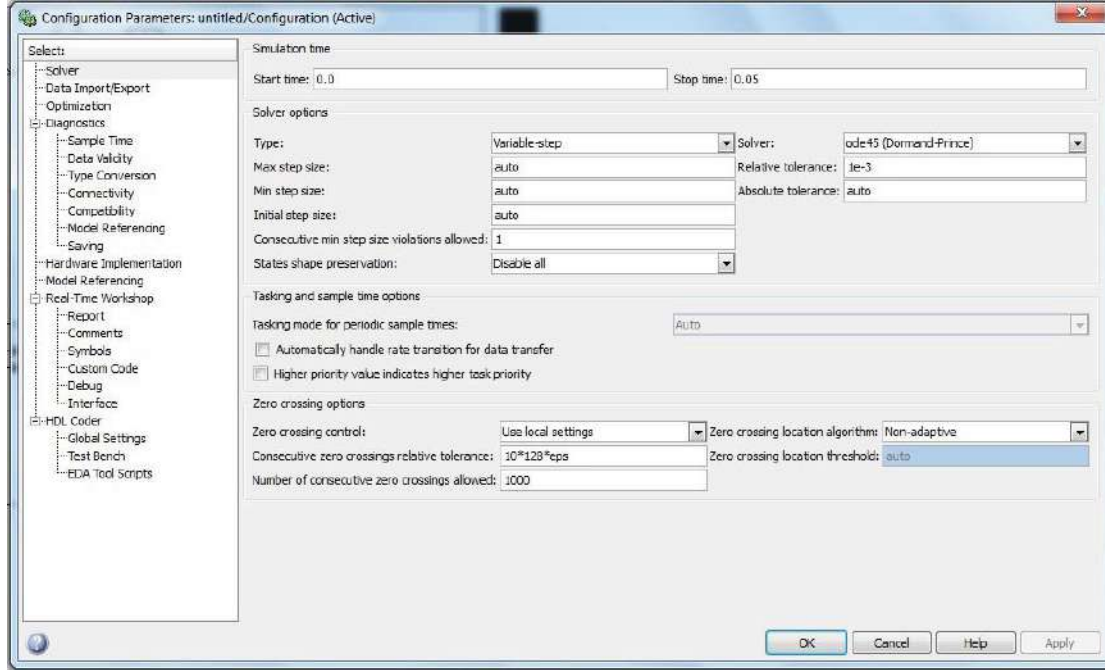 Configuration Parameters: untitled/Configuration (Active)
Select:
Solver
Data Import/Export
Optimization
Diagnostics
Sample Time
Data Validity
Type Conversion
Connectivity
Compatibility
Model Referencing
Saving
Hardware Implementation
Model Referencing
Real-Time Workshop
Report
Comments
Symbols
Custom Code
Debug
Interface
HDL Coder
Global Settings
Test Bench
EDA Tool Scripts
Simulation time
Start time: 0.0 Stop time: 0.05
Solver options
Type: Variable-step Solver: ode45 (Dormand-Prince)
Max step size: auto Relative tolerance: 1e-3
Min step size: auto Absolute tolerance: auto
Initial step size: auto
Consecutive min step size violations allowed: 1
States shape preservation: Disable all
Tasking and sample time options
Tasking mode for periodic sample times: Auto
Automatically handle rate transition for data transfer
Higher priority value indicates higher task priority
Zero crossing options
Zero crossing control: Use local settings Zero crossing location algorithm: Non-adaptive
Consecutive zero crossings relative tolerance: 10*128*eps Zero crossing location threshold: auto
Number of consecutive zero crossings allowed: 1000
OK Cancel Help Apply